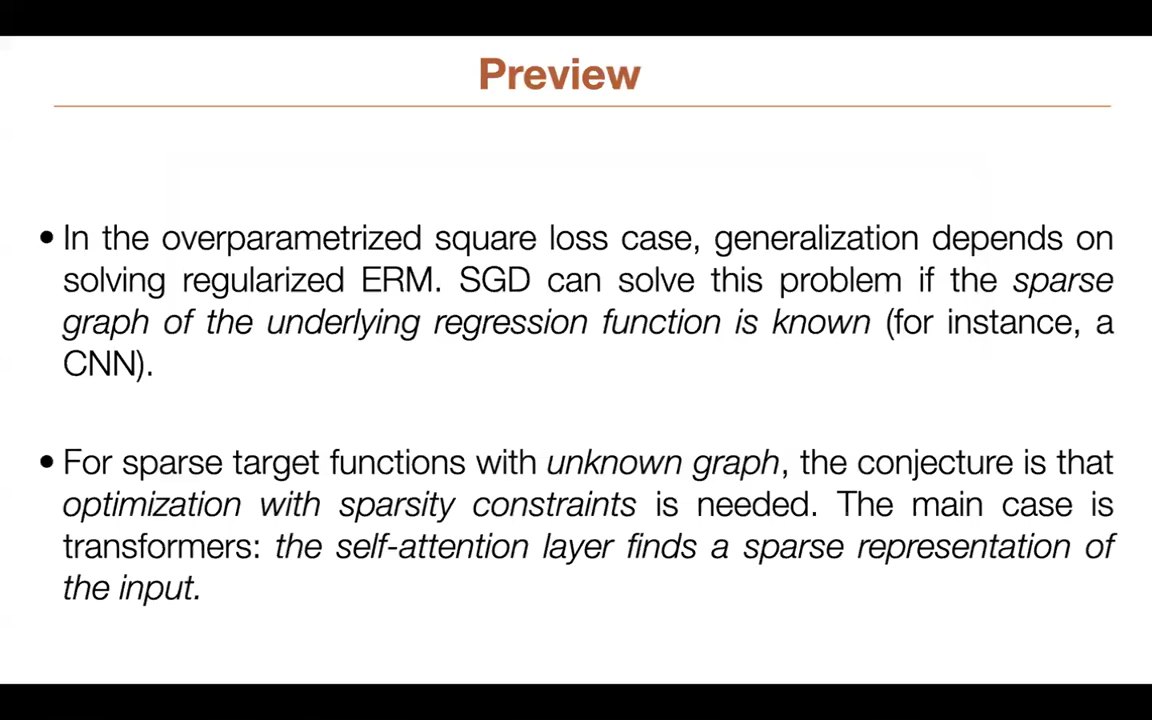 Preview
• In the overparametrized square loss case, generalization depends on
solving regularized ERM. SGD can solve this problem if the sparse
graph of the underlying regression function is known (for instance, a
CNN).
• For sparse target functions with unknown graph, the conjecture is that
optimization with sparsity constraints is needed. The main case is
transformers: the self-attention layer finds a sparse representation of
the input.